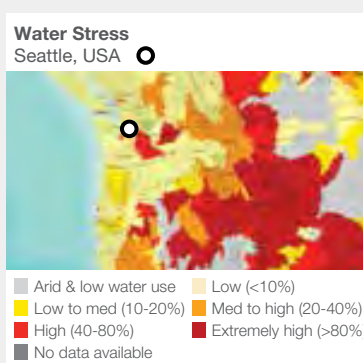 Water Stress
Seattle, USA
Arid & low water use Low (<10%)
Low to med (10-20%) Med to high (20-40%)
High (40-80%) Extremely high (>80%
No data available